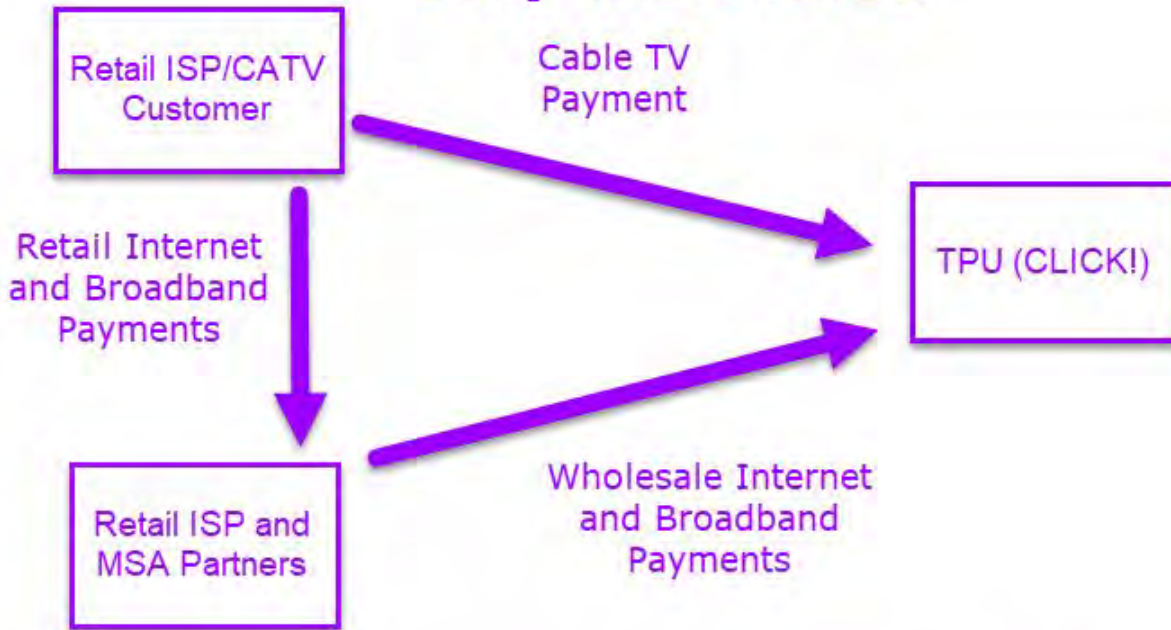 Retail ISP/CATV
Customer
Cable TV
Payment
TPU (CLICK!)
Retail Internet
and Broadband
Payments
Retail ISP and
MSA Partners
Wholesale Internet
and Broadband
Payments